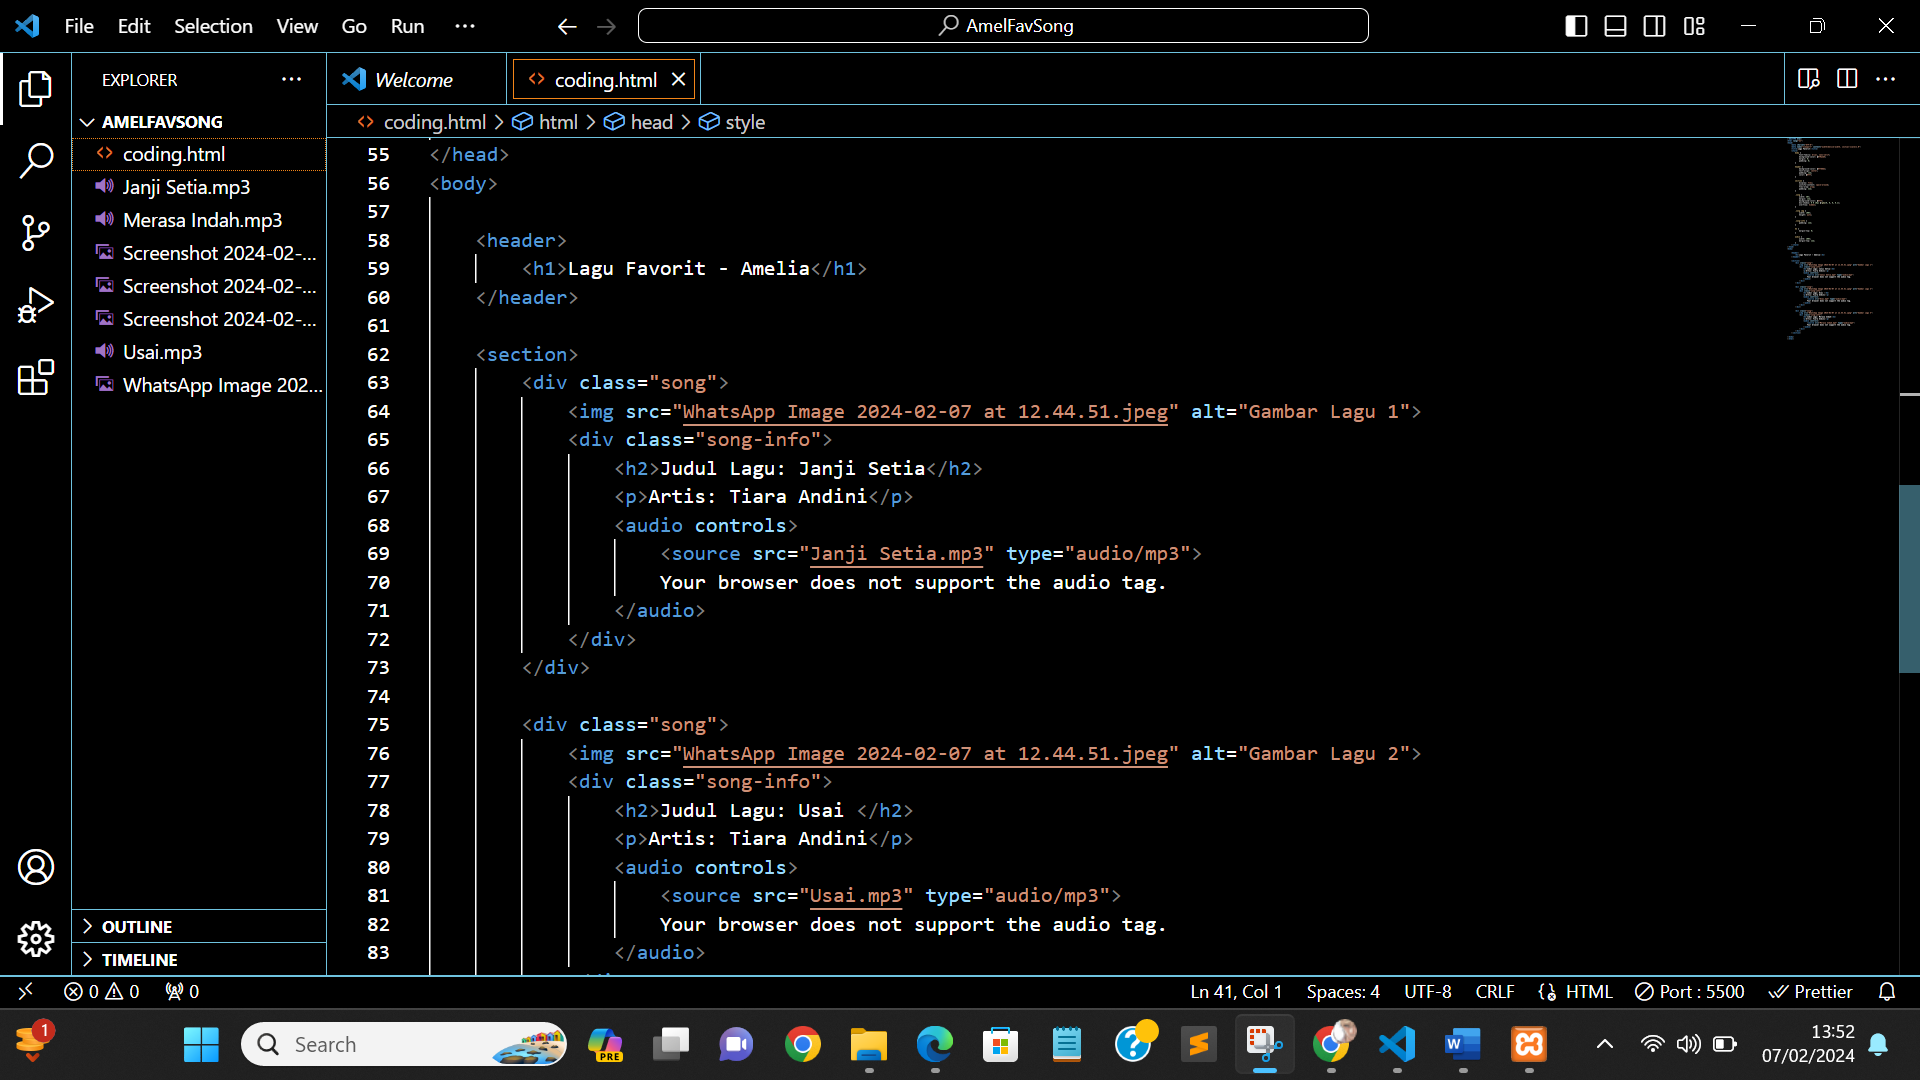 File Edit Selection View Go Run ··· AmelFavSong
EXPLORER ···
Welcome
coding.html
AMELFAVSONG
coding.html > html > head > style
coding.html
Janji Setia.mp3
Merasa Indah.mp3
Screenshot 2024-02-...
Screenshot 2024-02-...
Screenshot 2024-02-...
Usai.mp3
WhatsApp Image 202...
OUTLINE
TIMELINE
55 </head>
56 <body>
57
58 <header>
59 <h1>Lagu Favorit - Amelia</h1>
60 </header>
61
62 <section>
63 <div class="song">
64 <img src="WhatsApp Image 2024-02-07 at 12.44.51.jpeg" alt="Gambar Lagu 1">
65 <div class="song-info">
66 <h2>Judul Lagu: Janji Setia</h2>
67 <p>Artis: Tiara Andini</p>
68 <audio controls>
69 <source src="Janji Setia.mp3" type="audio/mp3">
70 Your browser does not support the audio tag.
71 </audio>
72 </div>
73 </div>
74
75 <div class="song">
76 <img src="WhatsApp Image 2024-02-07 at 12.44.51.jpeg" alt="Gambar Lagu 2">
77 <div class="song-info">
78 <h2>Judul Lagu: Usai </h2>
79 <p>Artis: Tiara Andini</p>
80 <audio controls>
81 <source src="Usai.mp3" type="audio/mp3">
82 Your browser does not support the audio tag.
83 </audio>
0 0 0 Ln 41, Col 1 Spaces: 4 UTF-8 CRLF HTML Port : 5500 Prettier
1
Search
PRE
13:52
07/02/2024